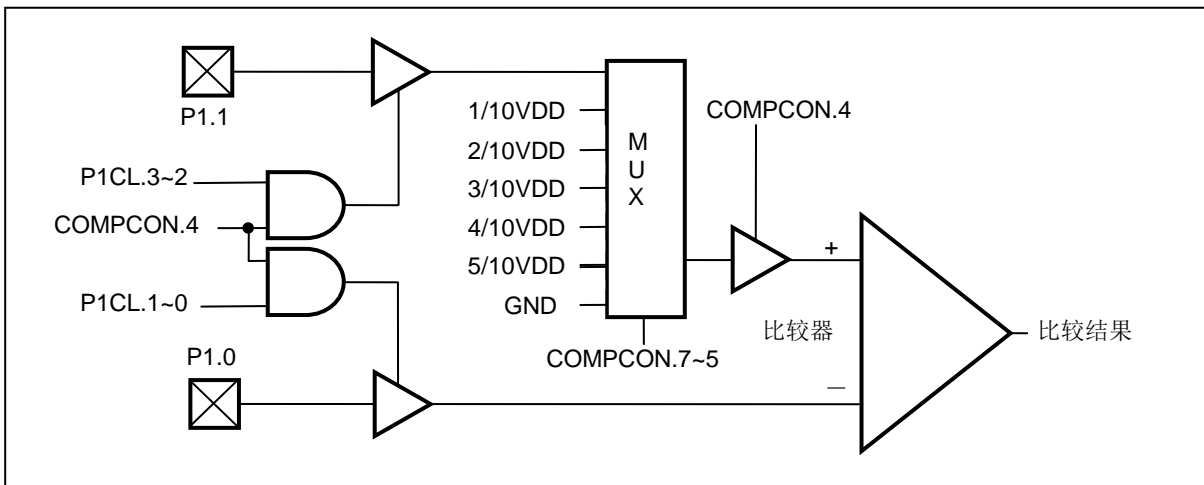 P1.1
P1CL.3~2
COMPCON.4
P1CL.1~0
P1.0
1/10VDD
2/10VDD
3/10VDD
4/10VDD
5/10VDD
GND
M
U
X
COMPCON.7~5
COMPCON.4
+
比较器
—
比较结果